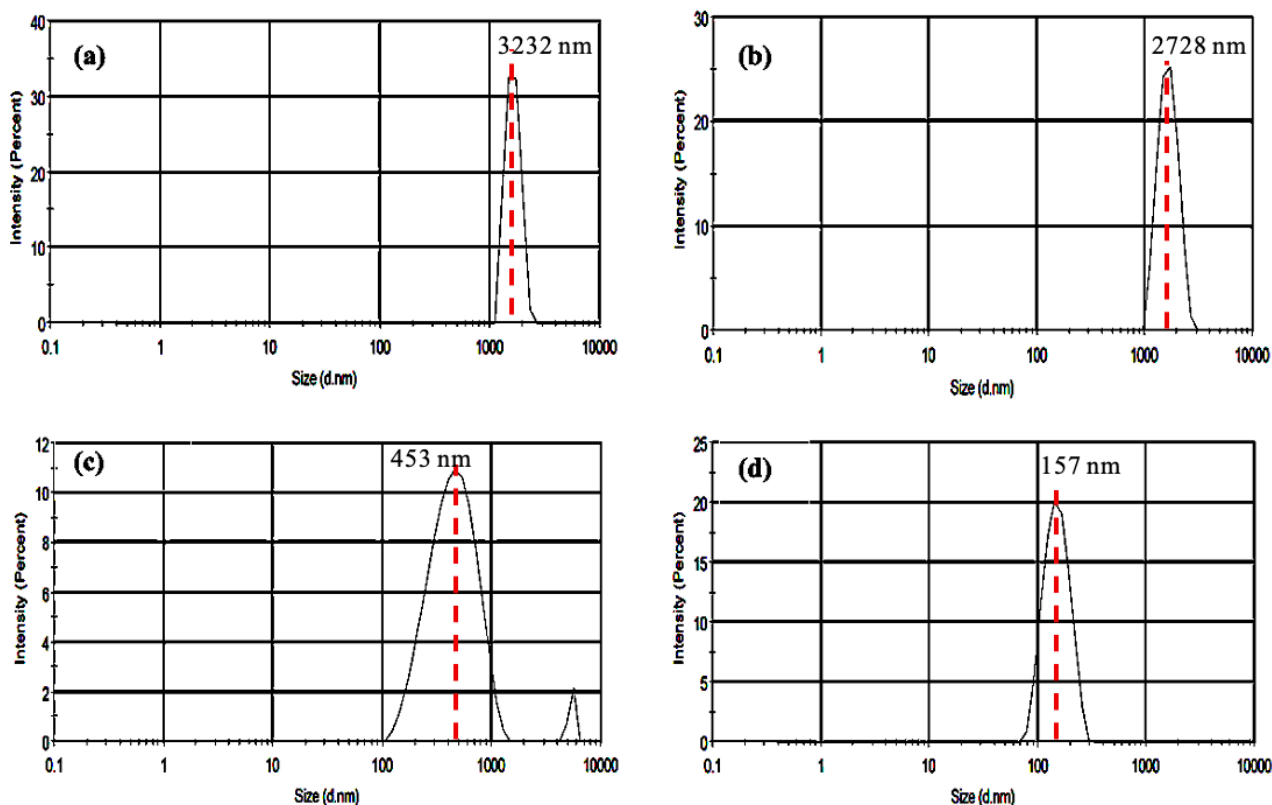 (a)
3232 nm
Intensity (Percent)
40
30
20
10
0
0.1 1 10 100 1000 10000
Size (d.nm)
(b)
2728 nm
Intensity (Percent)
30
20
10
0
0.1 1 10 100 1000 10000
Size (d.nm)
(c)
453 nm
Intensity (Percent)
12
10
8
6
4
2
0
0.1 1 10 100 1000 10000
Size (d.nm)
(d)
157 nm
Intensity (Percent)
25
20
15
10
5
0
0.1 1 10 100 1000 10000
Size (d.nm)